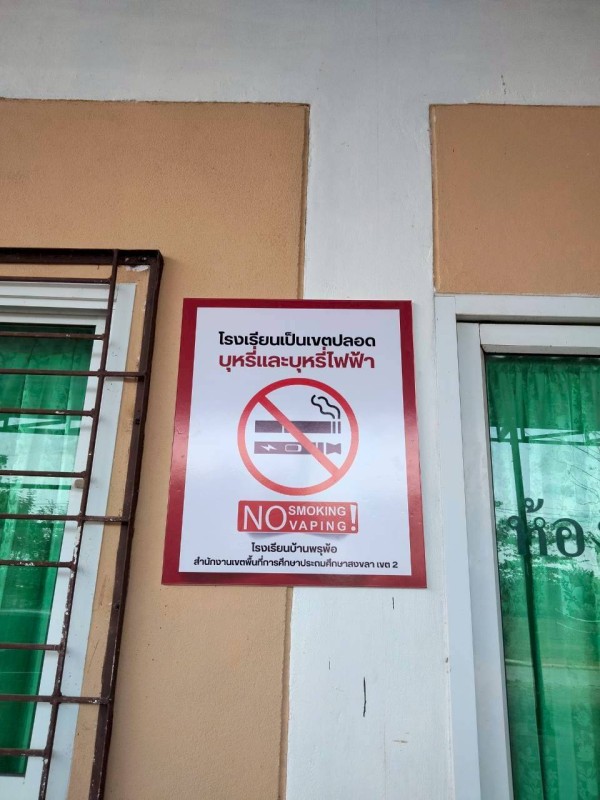 โรงเรียนเป็นเขตปลอด
บุหรี่และบุหรี่ไฟฟ้า
NO SMOKING VAPING!
โรงเรียนบ้านพรุพ้อ
สำนักงานเขตพื้นที่การศึกษาประถมศึกษาสงขลา เขต 2
ห้อง